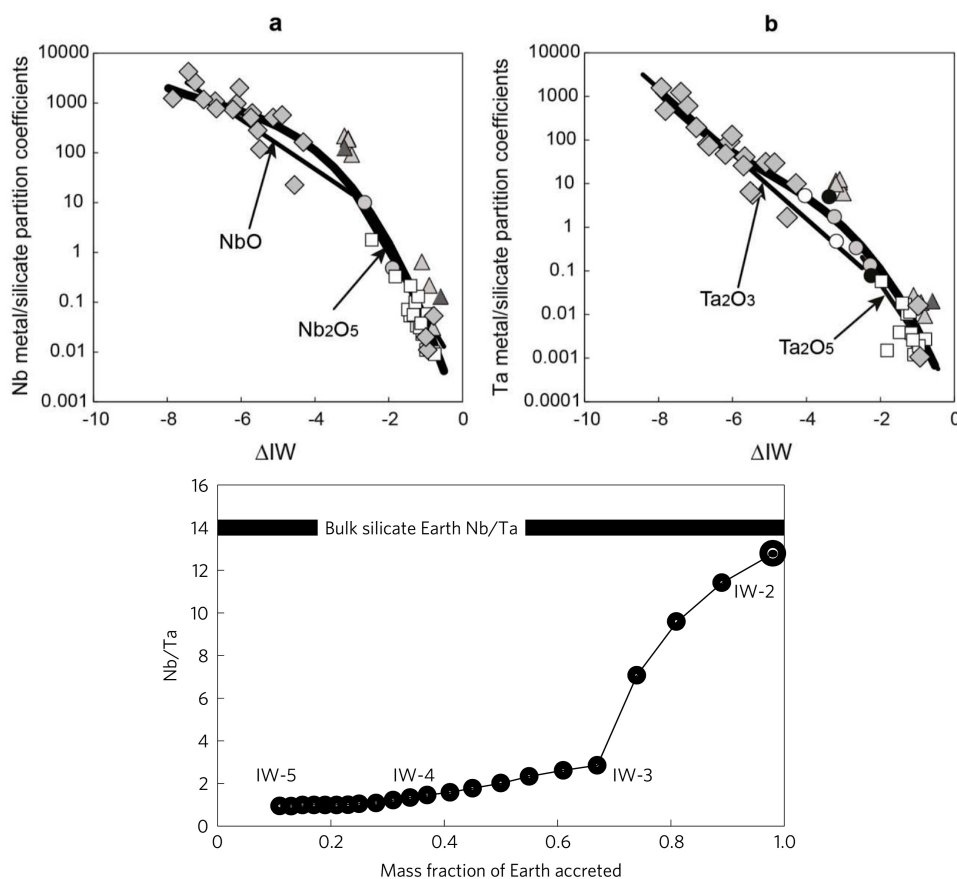 a
b
Nb metal/silicate partition coefficients
10000
1000
100
10
1
0.1
0.01
0.001
NbO
Nb2O5
-10
-8
-6
-4
-2
0
ΔIW
Ta metal/silicate partition coefficients
10000
1000
100
10
1
0.1
0.01
0.001
0.0001
Ta2O3
Ta2O5
-10
-8
-6
-4
-2
0
ΔIW
Nb/Ta
16
14
12
10
8
6
4
2
0
Bulk silicate Earth Nb/Ta
IW-2
IW-5
IW-4
IW-3
0
0.2
0.4
0.6
0.8
1.0
Mass fraction of Earth accreted